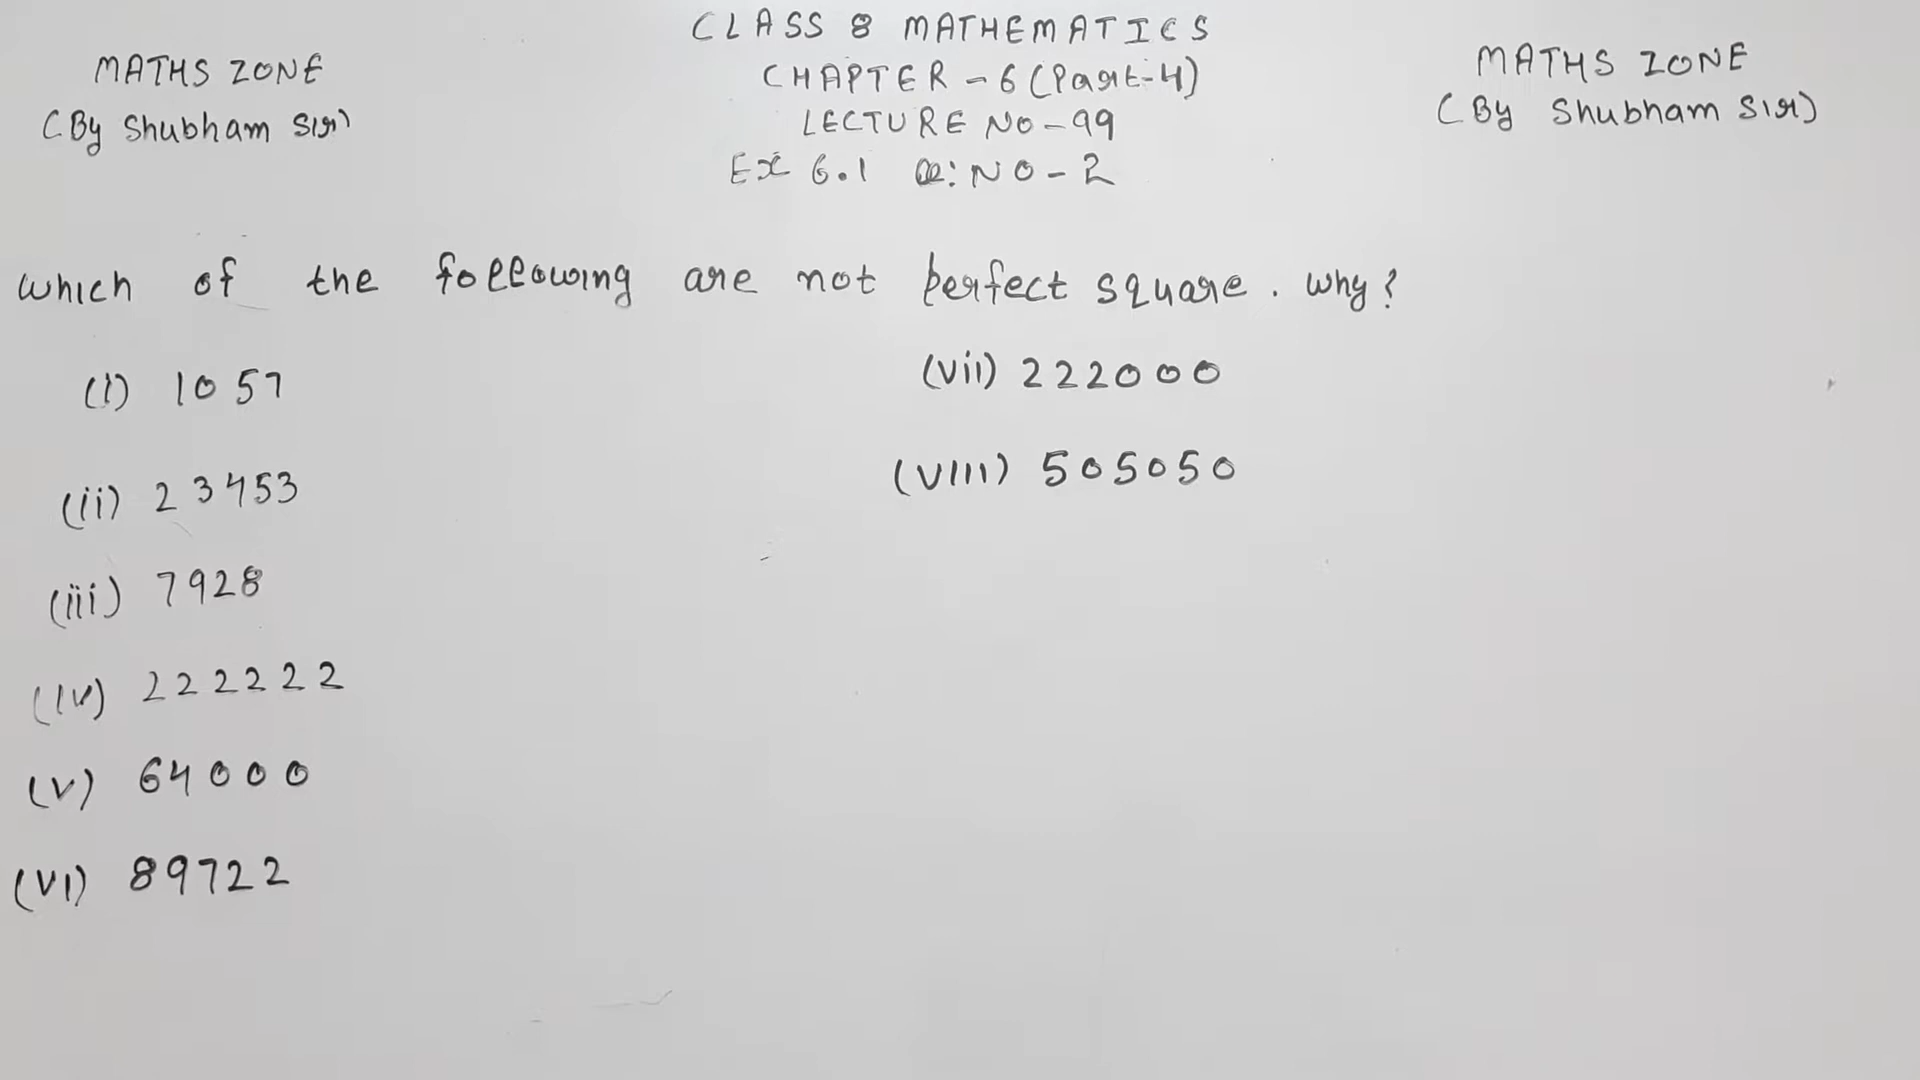 CLASS 8 MATHEMATICS
CHAPTER - 6 (Part-4)
LECTURE NO - 99
Ex 6.1 Q: NO - 2
MATHS ZONE
(By Shubham Sir)
MATHS ZONE
(By Shubham Sir)
which of the following are not perfect square. why?
(i) 1057
(ii) 23453
(iii) 7928
(iv) 222222
(v) 64000
(vi) 89722
(vii) 222000
(viii) 505050